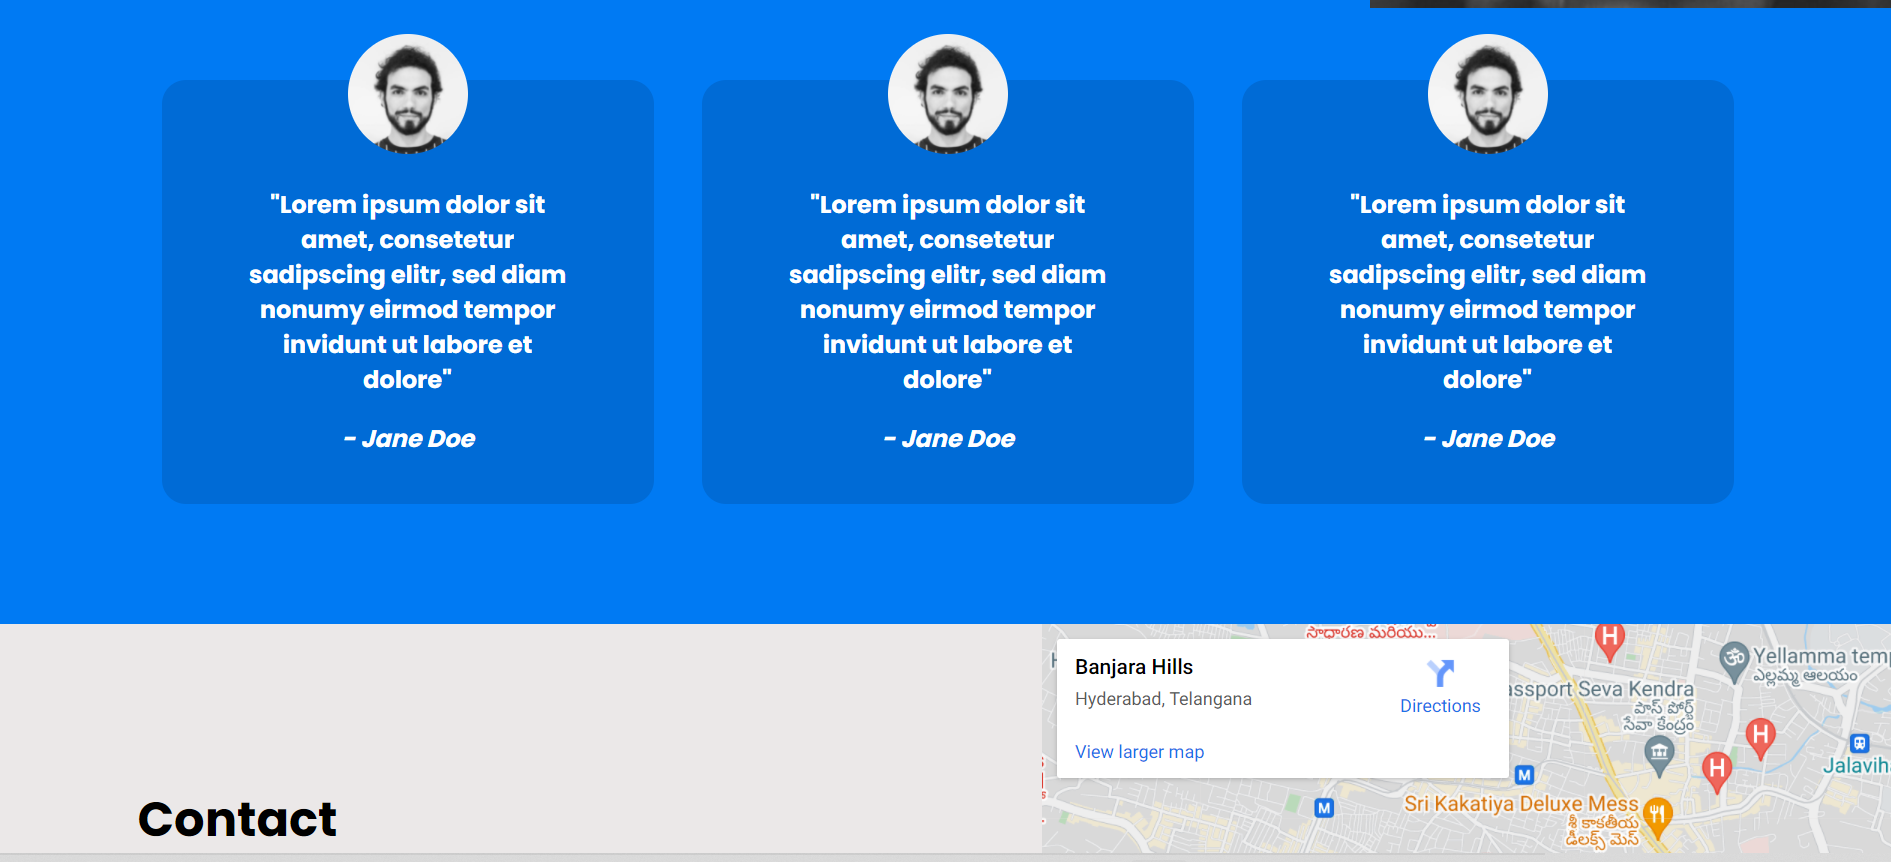 "Lorem ipsum dolor sit
amet, consetetur
sadipscing elitr, sed diam
nonumy eirmod tempor
invidunt ut labore et
dolore"
- Jane Doe
"Lorem ipsum dolor sit
amet, consetetur
sadipscing elitr, sed diam
nonumy eirmod tempor
invidunt ut labore et
dolore"
- Jane Doe
"Lorem ipsum dolor sit
amet, consetetur
sadipscing elitr, sed diam
nonumy eirmod tempor
invidunt ut labore et
dolore"
- Jane Doe
Contact
సాధారణ మరియు...
Banjara Hills
Hyderabad, Telangana
Directions
View larger map
H
Yellamma temp
ఎల్లమ్మ ఆలయం
assport Seva Kendra
పాస్ పోర్ట్
సేవా కేంద్రం
H
H
Jalavih
M
M
Sri Kakatiya Deluxe Mess
శ్రీ కాకతీయ
డీలక్స్ మెస్